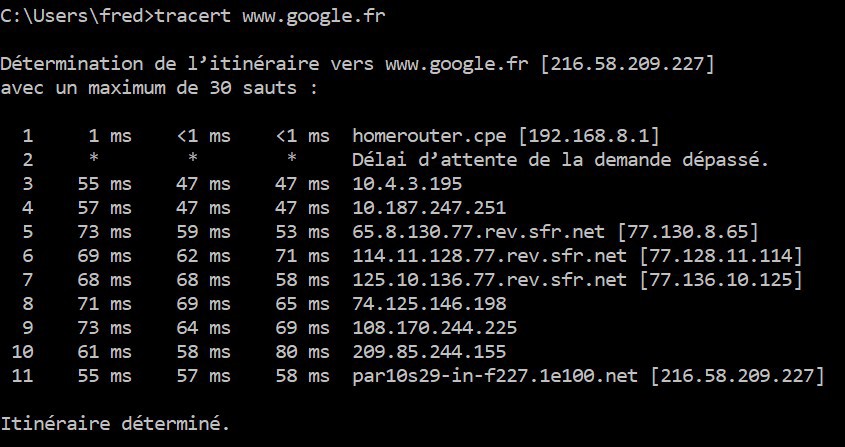 C:\Users\fred>tracert www.google.fr
Détermination de l’itinéraire vers www.google.fr [216.58.209.227]
avec un maximum de 30 sauts :
1 1 ms <1 ms <1 ms homerouter.cpe [192.168.8.1]
2 * * * Délai d’attente de la demande dépassé.
3 55 ms 47 ms 47 ms 10.4.3.195
4 57 ms 47 ms 47 ms 10.187.247.251
5 73 ms 59 ms 53 ms 65.8.130.77.rev.sfr.net [77.130.8.65]
6 69 ms 62 ms 71 ms 114.11.128.77.rev.sfr.net [77.128.11.114]
7 68 ms 68 ms 58 ms 125.10.136.77.rev.sfr.net [77.136.10.125]
8 71 ms 69 ms 65 ms 74.125.146.198
9 73 ms 64 ms 69 ms 108.170.244.225
10 61 ms 58 ms 80 ms 209.85.244.155
11 55 ms 57 ms 58 ms par10s29-in-f227.1e100.net [216.58.209.227]
Itinéraire déterminé.